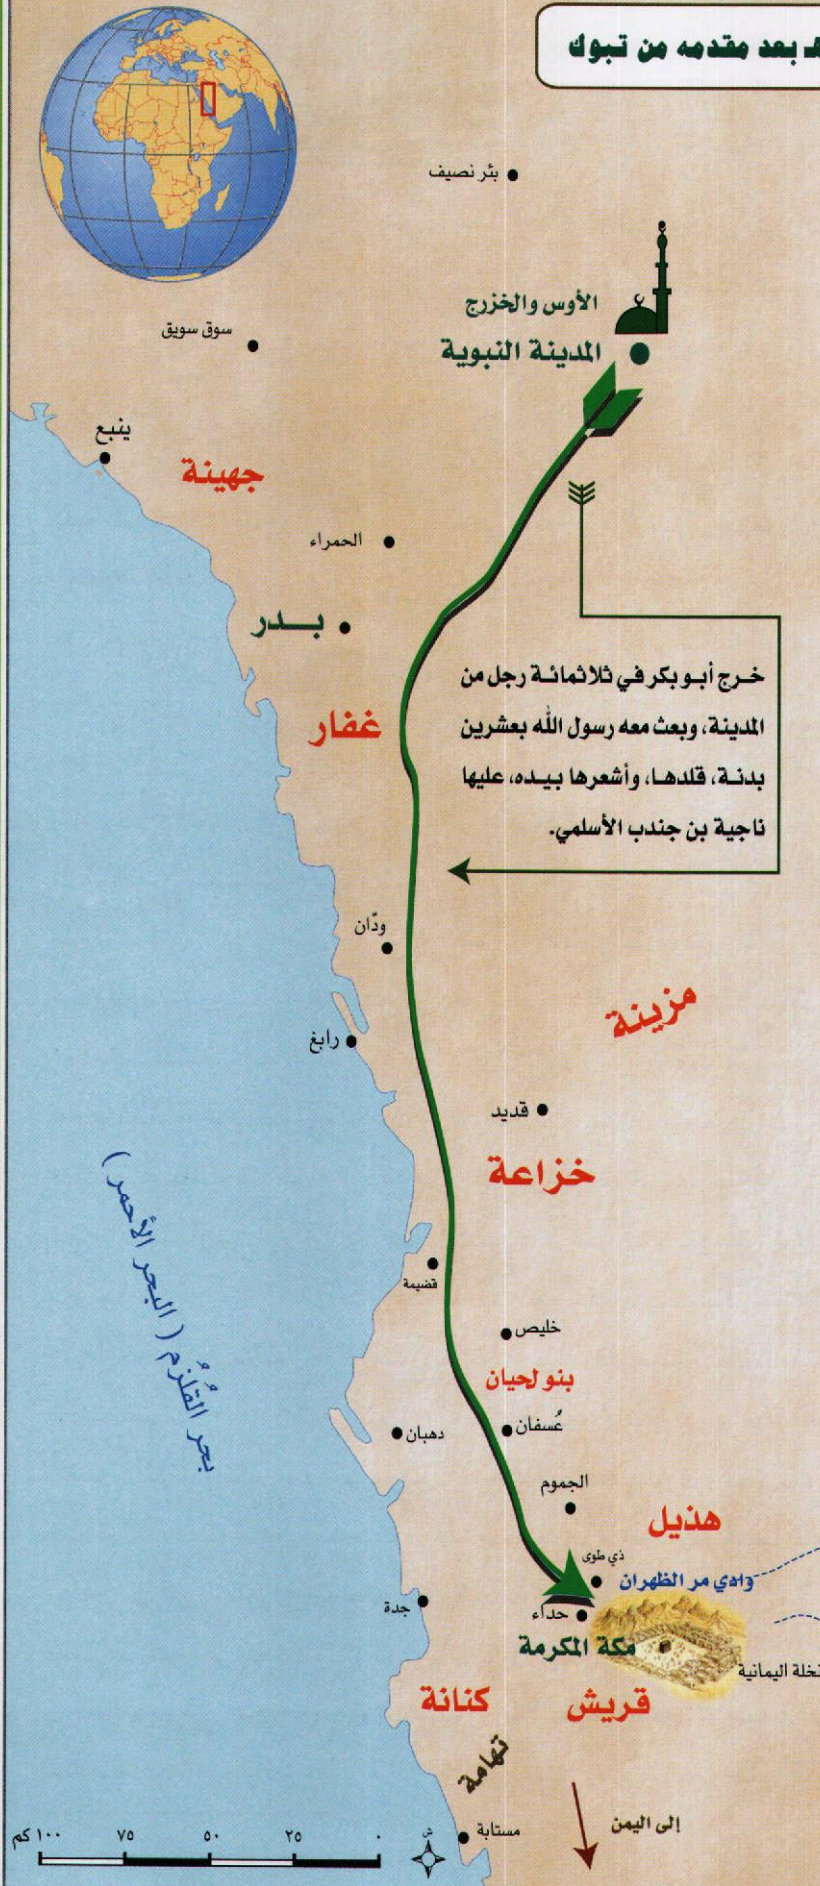 هـ بعد مقدمه من تبوك
بئر نصيف
الأوس والخزرج
المدينة النبوية
سوق سويق
ينبع
جهينة
الحمراء
بـــدر
خرج أبو بكر في ثلاثمائة رجل من
المدينة، وبعث معه رسول الله بعشرين
بدنة، قلدها، وأشعرها بيده، عليها
ناجية بن جندب الأسلمي.
غفار
ودّان
مزينة
رابغ
قديد
خزاعة
بحر القُلْزُم ( البحر الأحمر )
قضيمة
خليص
بنو لحيان
عُسفان
دهبان
الجموم
هذيل
ذي طوى
وادي مر الظهران
جدة
حداء
مكة المكرمة
نخلة اليمانية
كنانة
قريش
تهامة
إلى اليمن
مستابة
ش
٠ ٢٥ ٥٠ ٧٥ ١٠٠ كم